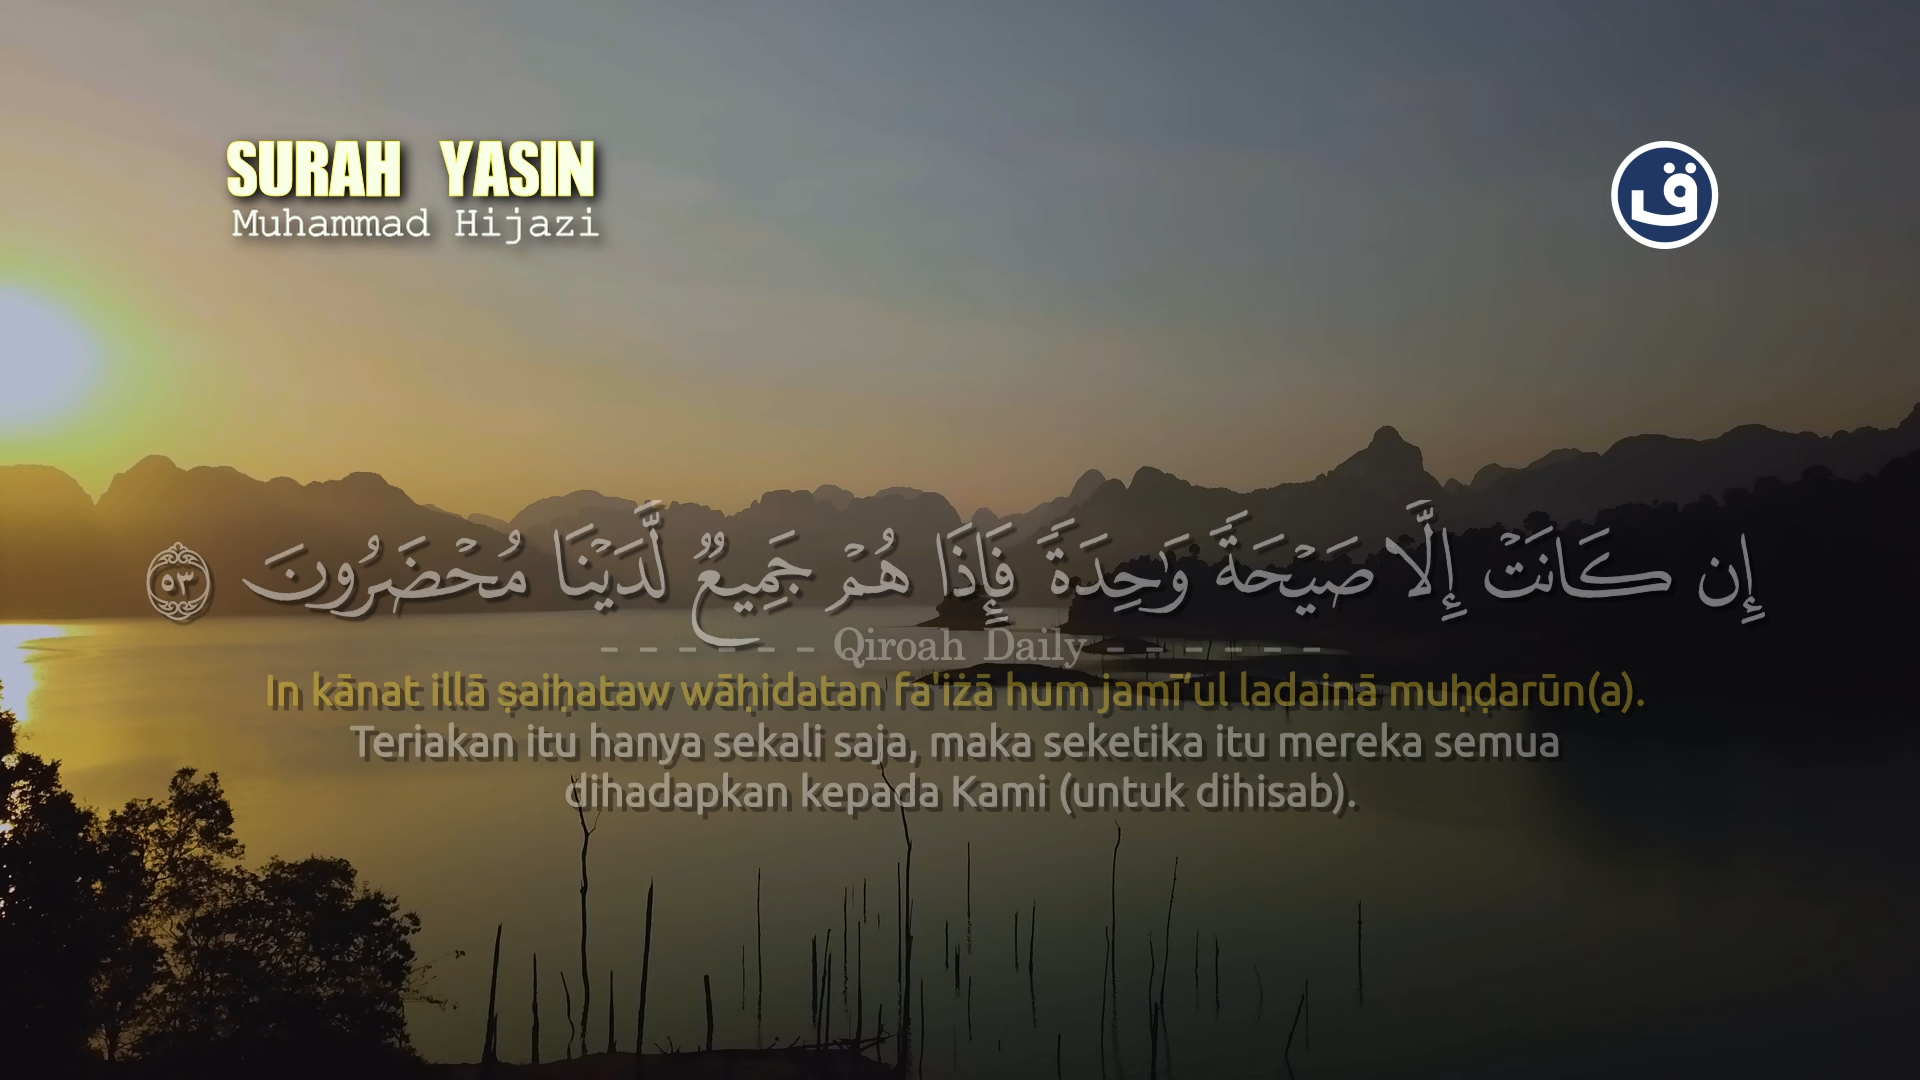 SURAH YASIN
Muhammad Hijazi
ق
إِن كَانَتْ إِلَّا صَيْحَةً وَٰحِدَةً فَإِذَا هُمْ جَمِيعٌ لَّدَيْنَا مُحْضَرُونَ ٥٣
- - - - - - Qiroah Daily - - - - - -
In kānat illā ṣaiḥataw wāḥidatan fa'iżā hum jamī‘ul ladainā muḥḍarūn(a).
Teriakan itu hanya sekali saja, maka seketika itu mereka semua
dihadapkan kepada Kami (untuk dihisab).